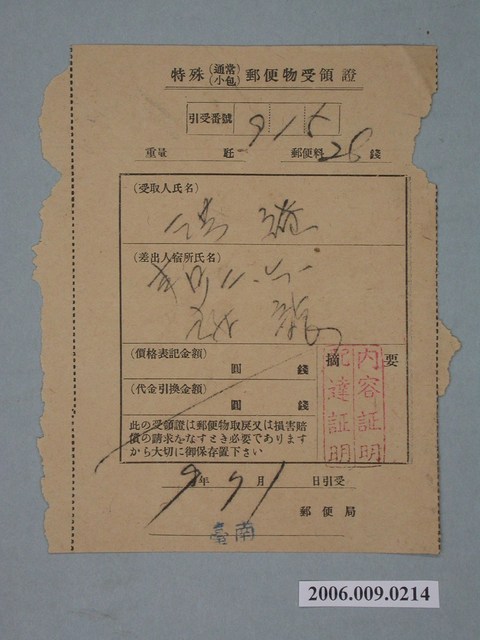 特殊(通常小包)郵便物受領證
引受番號 915
重量 瓩 郵便料 28 錢
(受取人氏名)
(差出人宿所氏名)
(價格表記金額)
圓 錢
(代金引換金額)
圓 錢
摘要
内容証明
配達証明
此の受領證は郵便物取戻又は損害賠
償の請求をなすとき必要であります
から大切に御保存置下さい
9年 7月 1日引受
郵便局
臺南
2006.009.0214